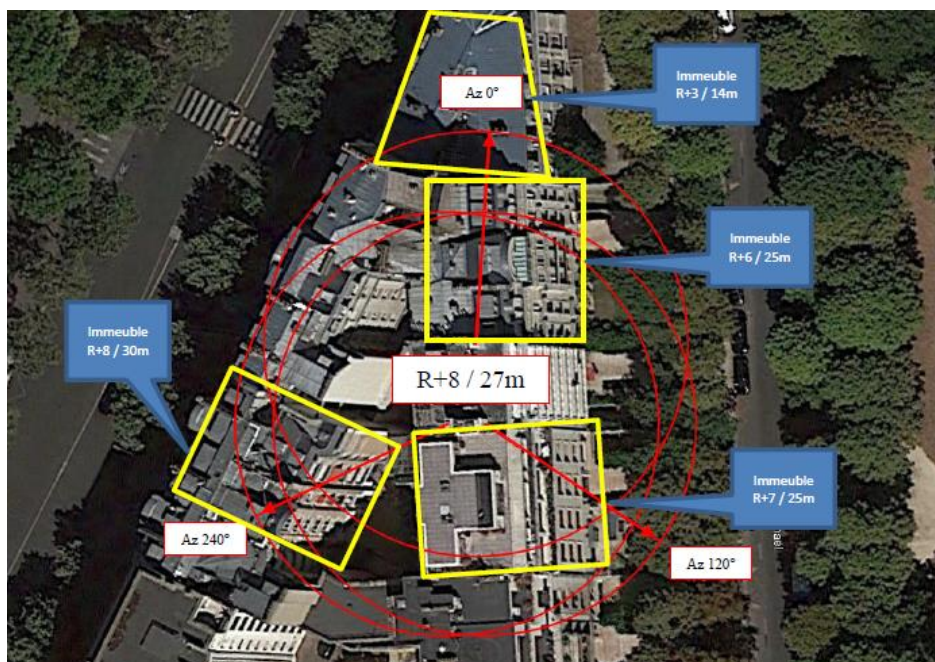 Immeuble
R+3 / 14m
Az 0°
Immeuble
R+6 / 25m
Immeuble
R+8 / 30m
R+8 / 27m
Immeuble
R+7 / 25m
Az 240°
Az 120°